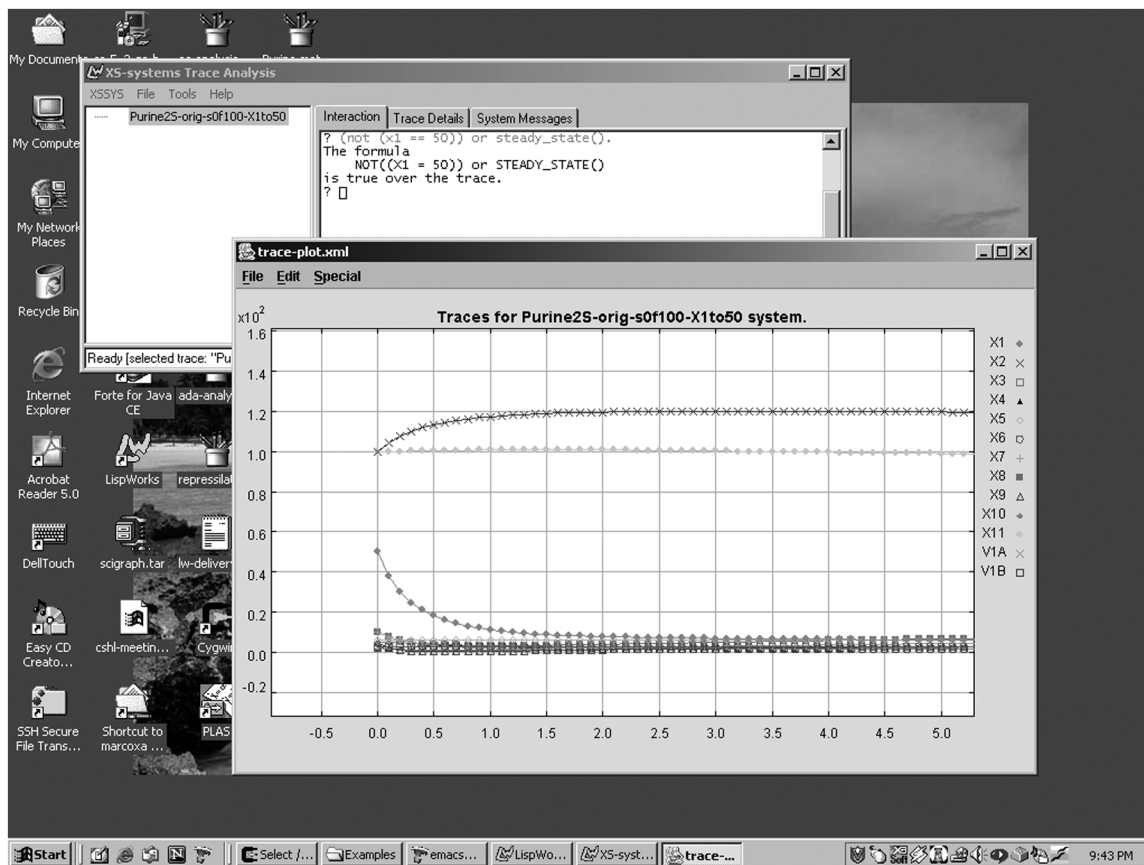 My Documents
XS-systems Trace Analysis
XSSYS File Tools Help
Purine2S-orig-s0f100-X1to50
Interaction
Trace Details
System Messages
? (not (x1 == 50)) or steady_state().
The formula
NOT((X1 = 50)) or STEADY_STATE()
is true over the trace.
?
Ready [selected trace: "Pu
My Compute
My Network
Places
Recycle Bin
Internet
Explorer
Forte for Java
CE
ada-analy
Acrobat
Reader 5.0
LispWorks
repressilat
DellTouch
scigraph.tar
lw-delivery
Easy CD
Creato...
cshl-meetin...
Cygwin
SSH Secure
File Trans...
Shortcut to
marcoxa ...
PLAS
trace-plot.xml
File Edit Special
Traces for Purine2S-orig-s0f100-X1to50 system.
x10²
1.6
1.4
1.2
1.0
0.8
0.6
0.4
0.2
0.0
-0.2
-0.5 0.0 0.5 1.0 1.5 2.0 2.5 3.0 3.5 4.0 4.5 5.0
X1
X2
X3
X4
X5
X6
X7
X8
X9
X10
X11
V1A
V1B
Start
Select /...
Examples
emacs...
LispWo...
XS-syst...
trace-...
9:43 PM